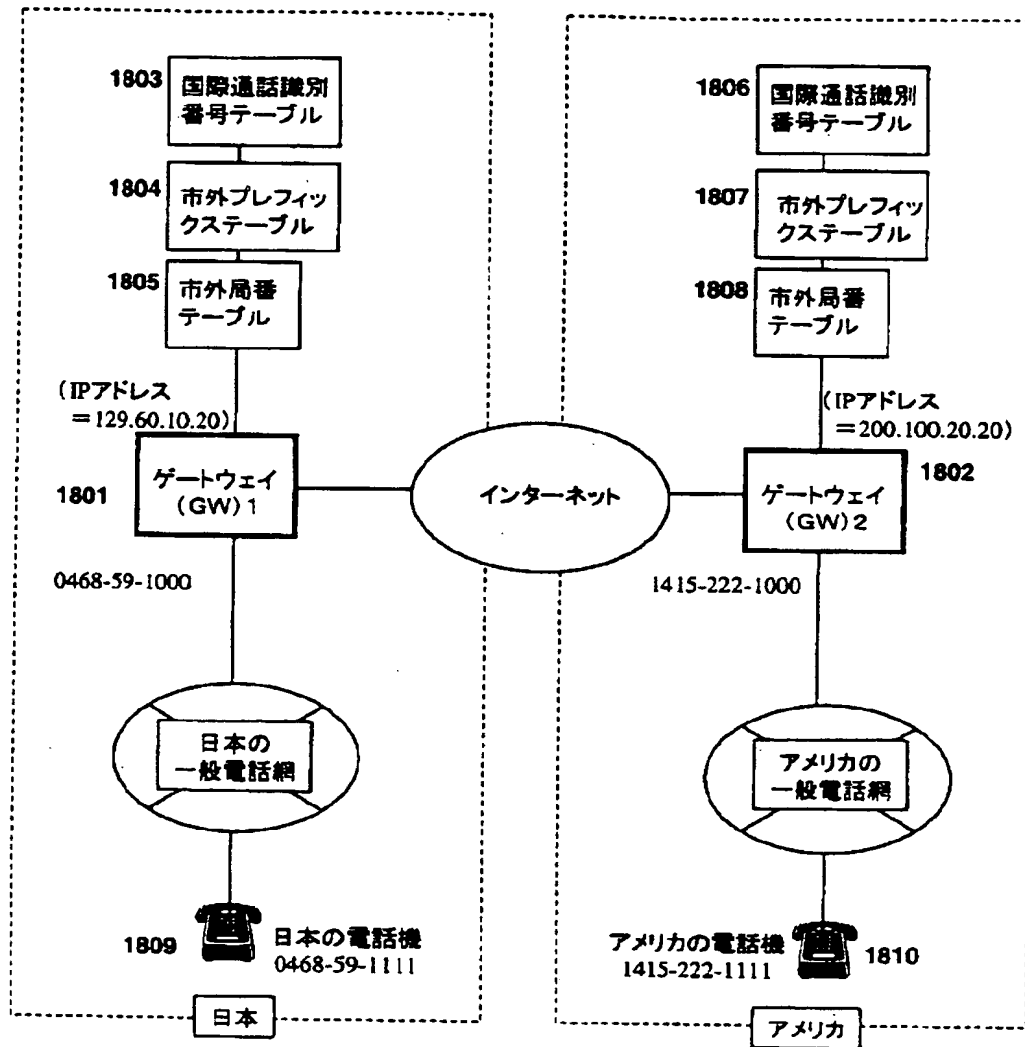 1803
国際通話識別
番号テーブル
1804
市外プレフィッ
クステーブル
1805
市外局番
テーブル
(IPアドレス
=129.60.10.20)
1801
ゲートウェイ
(GW)1
0468-59-1000
日本の
一般電話網
1809
日本の電話機
0468-59-1111
日本
インターネット
1806
国際通話識別
番号テーブル
1807
市外プレフィッ
クステーブル
1808
市外局番
テーブル
(IPアドレス
=200.100.20.20)
1802
ゲートウェイ
(GW)2
1415-222-1000
アメリカの
一般電話網
アメリカの電話機
1415-222-1111
1810
アメリカ